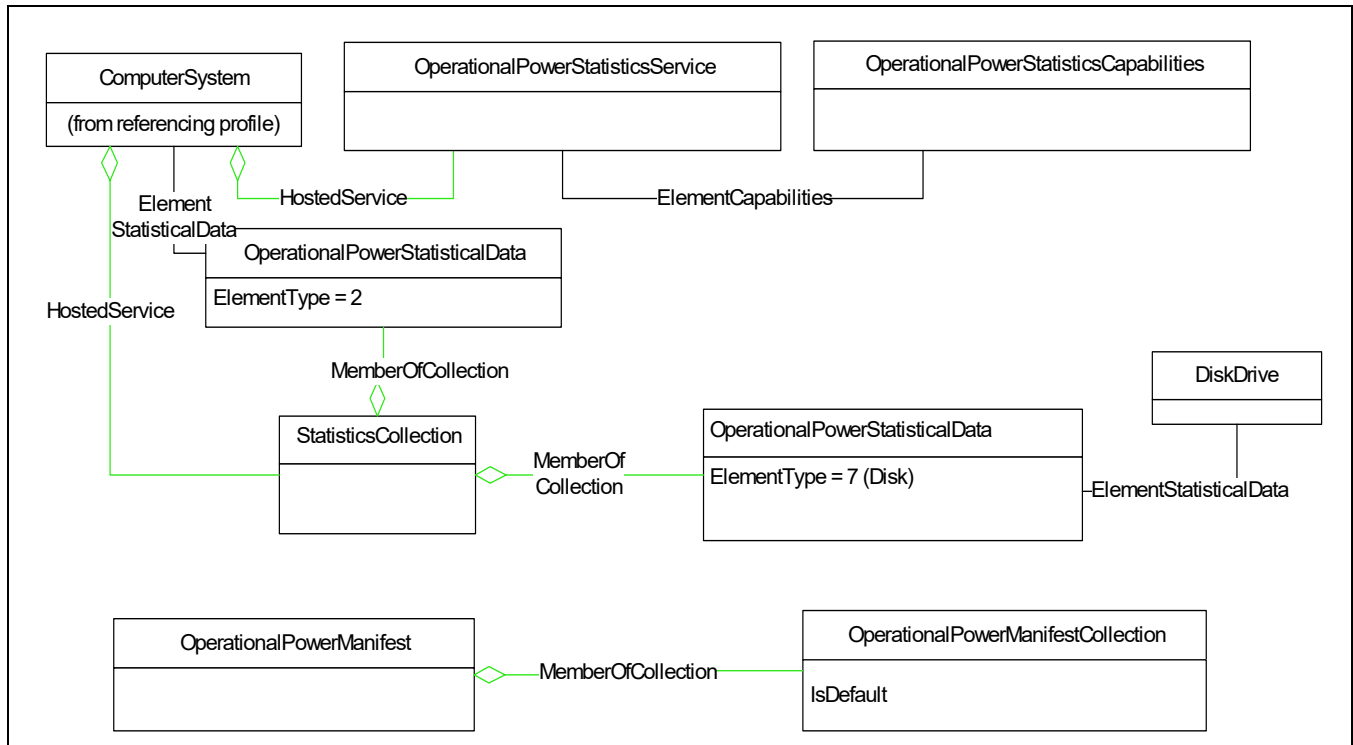 ComputerSystem
(from referencing profile)
OperationalPowerStatisticsService
OperationalPowerStatisticsCapabilities
HostedService
ElementCapabilities
Element
StatisticalData
OperationalPowerStatisticalData
ElementType = 2
HostedService
MemberOfCollection
DiskDrive
StatisticsCollection
MemberOf
Collection
OperationalPowerStatisticalData
ElementType = 7 (Disk)
ElementStatisticalData
OperationalPowerManifest
MemberOfCollection
OperationalPowerManifestCollection
IsDefault